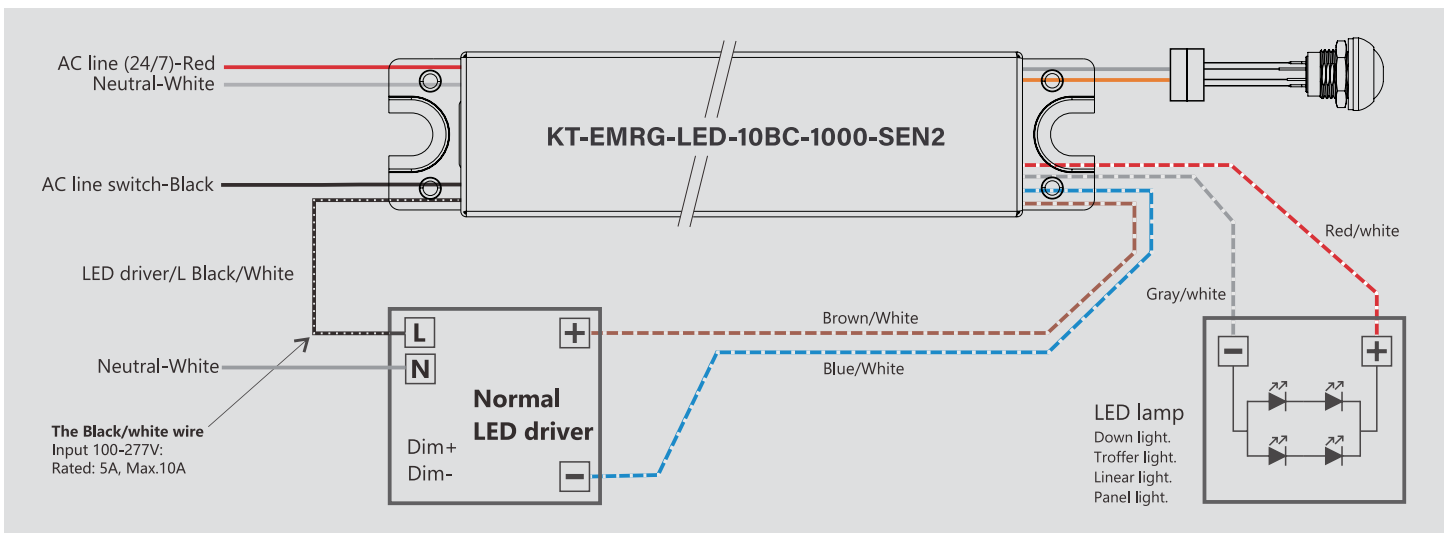 AC line (24/7)-Red
Neutral-White
KT-EMRG-LED-10BC-1000-SEN2
AC line switch-Black
Red/white
LED driver/L Black/White
Gray/white
Brown/White
L
+
Neutral-White
N
Blue/White
-
+
Normal
LED driver
Dim+
Dim-
-
The Black/white wire
Input 100-277V:
Rated: 5A, Max.10A
LED lamp
Down light.
Troffer light.
Linear light.
Panel light.